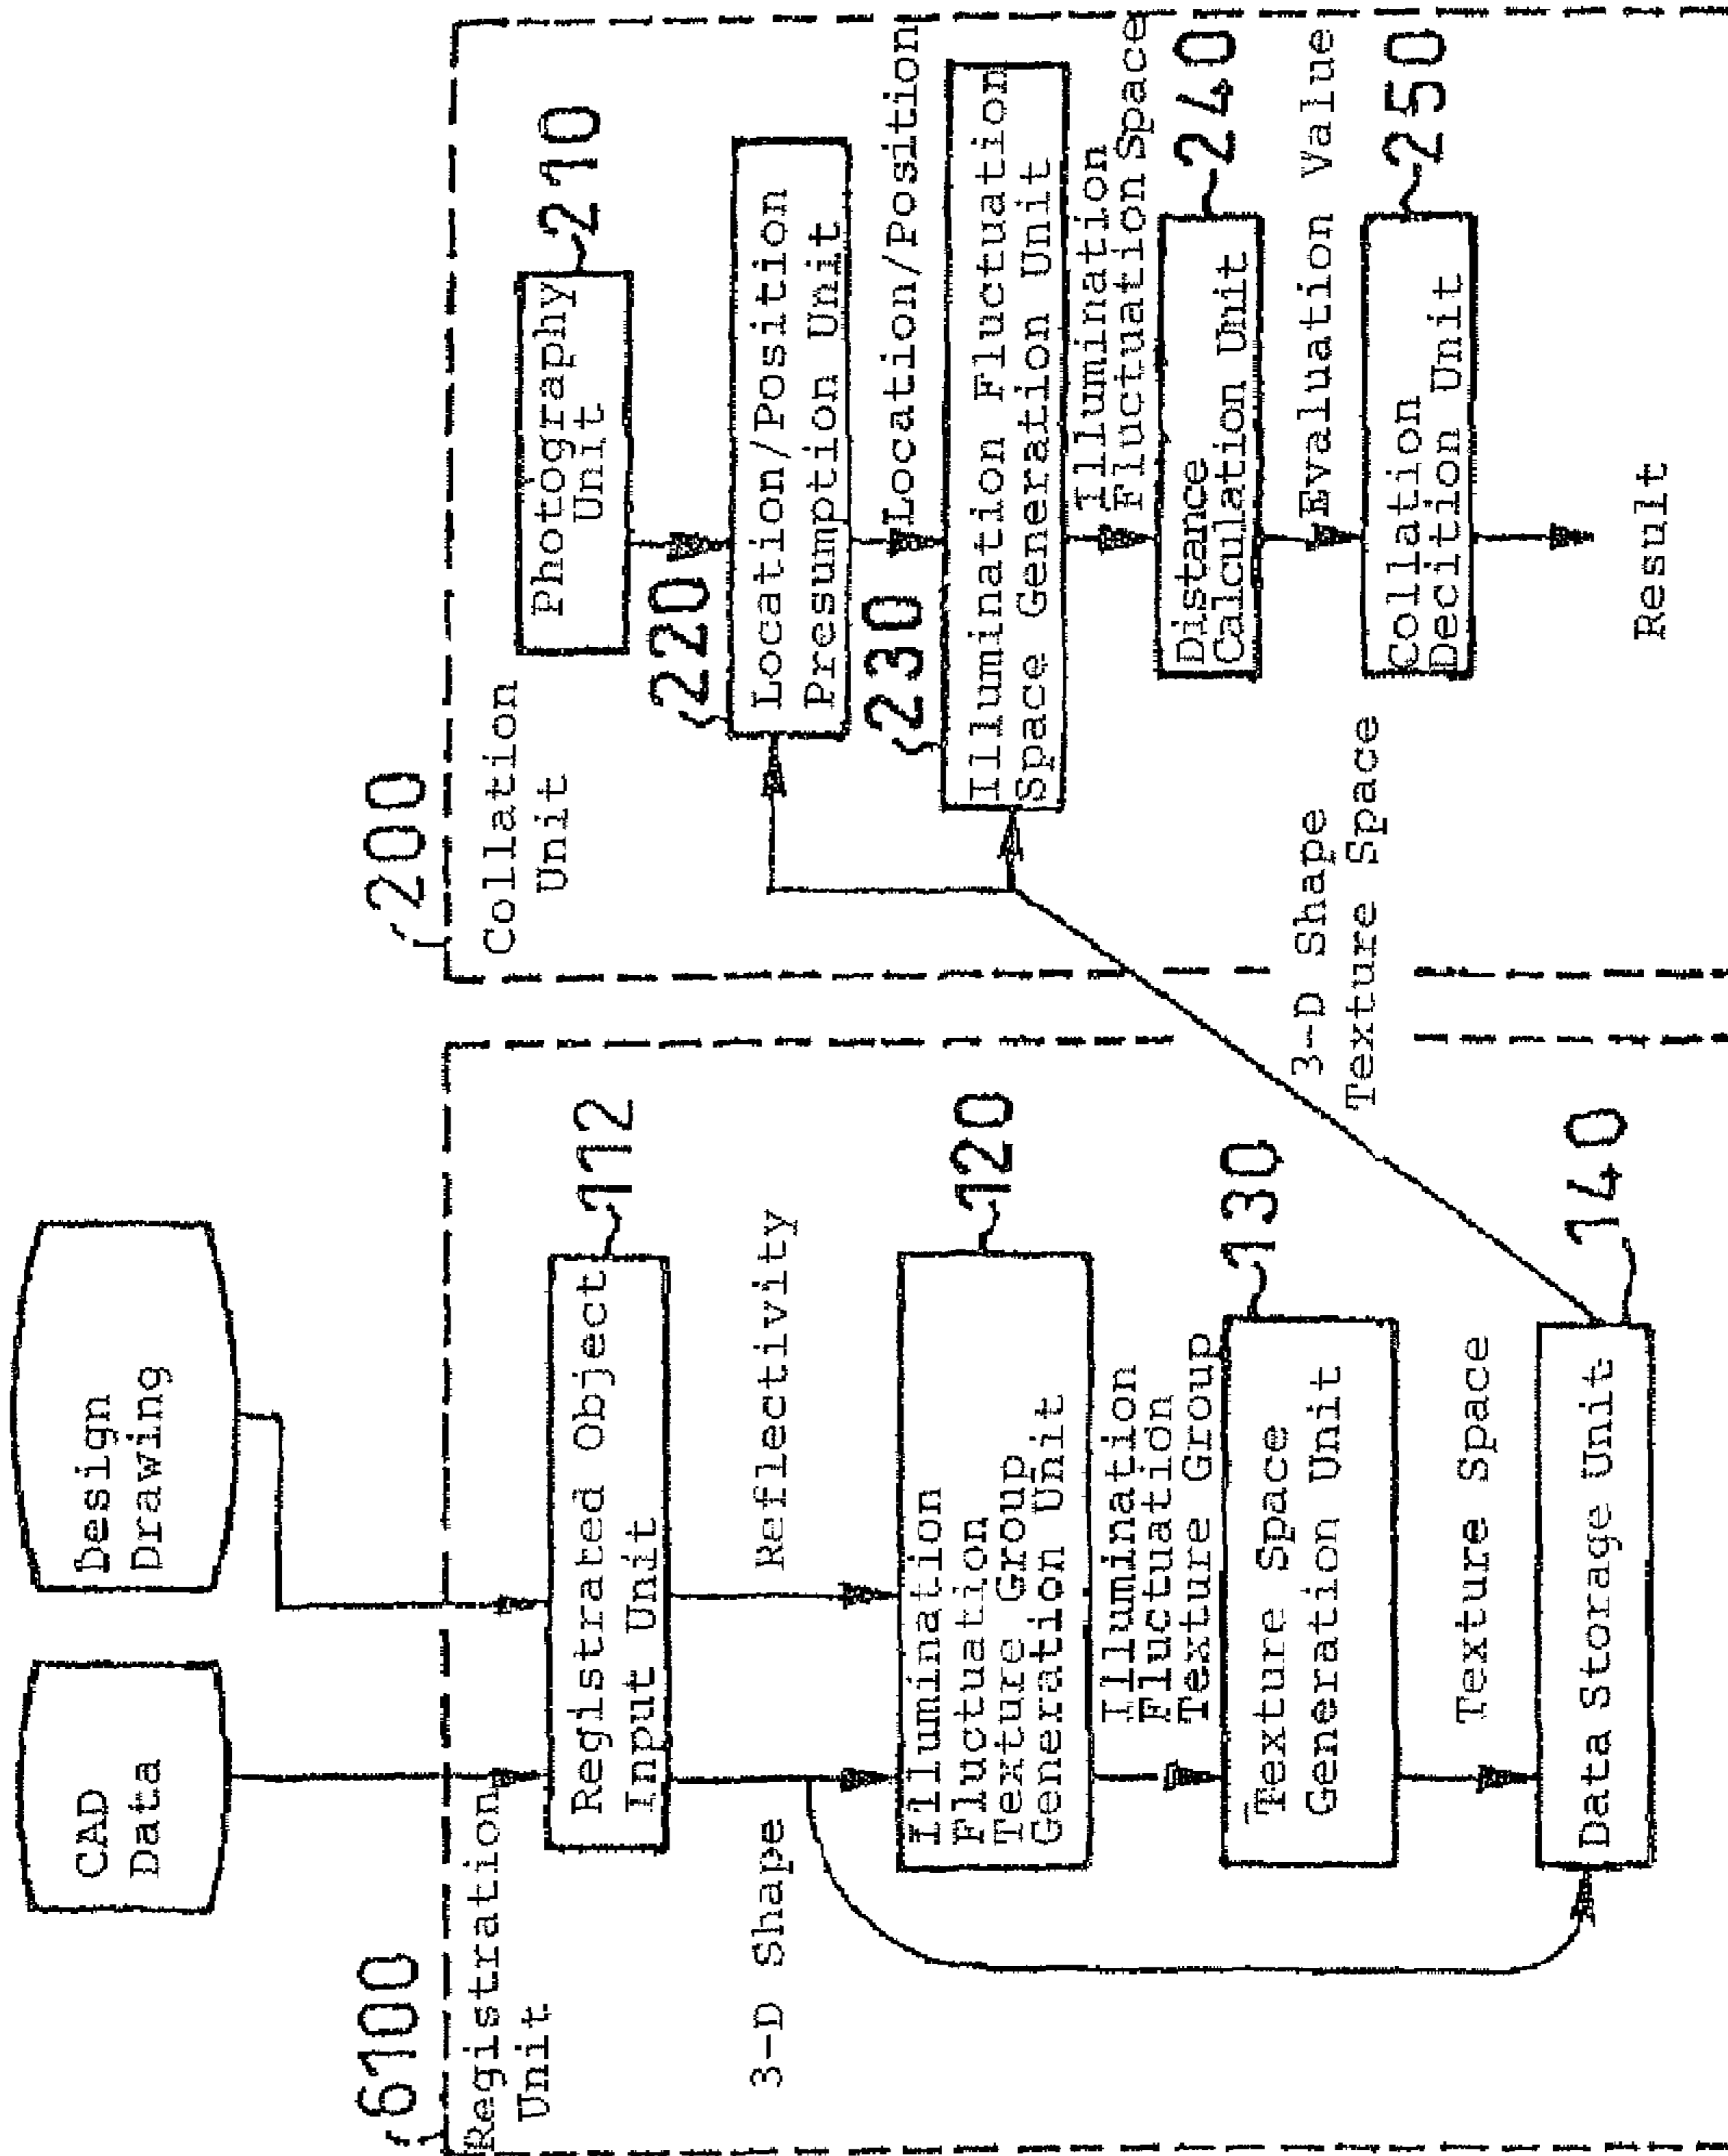 CAD
Data
Design
Drawing
6100
Registration
Unit
Registrated Object
Input Unit
112
3-D Shape
Reflectivity
Illumination
Fluctuation
Texture Group
Generation Unit
120
Illumination
Fluctuation
Texture Group
Texture Space
Generation Unit
130
Texture Space
Data Storage Unit
140
3-D Shape
Texture Space
200
Collation
Unit
Photography
Unit
210
220
Location/Position
Presumption Unit
Location/Position
230
Illumination Fluctuation
Space Generation Unit
Illumination
Fluctuation Space
Distance
Calculation Unit
240
Evaluation Value
Collation
Decition Unit
250
Result